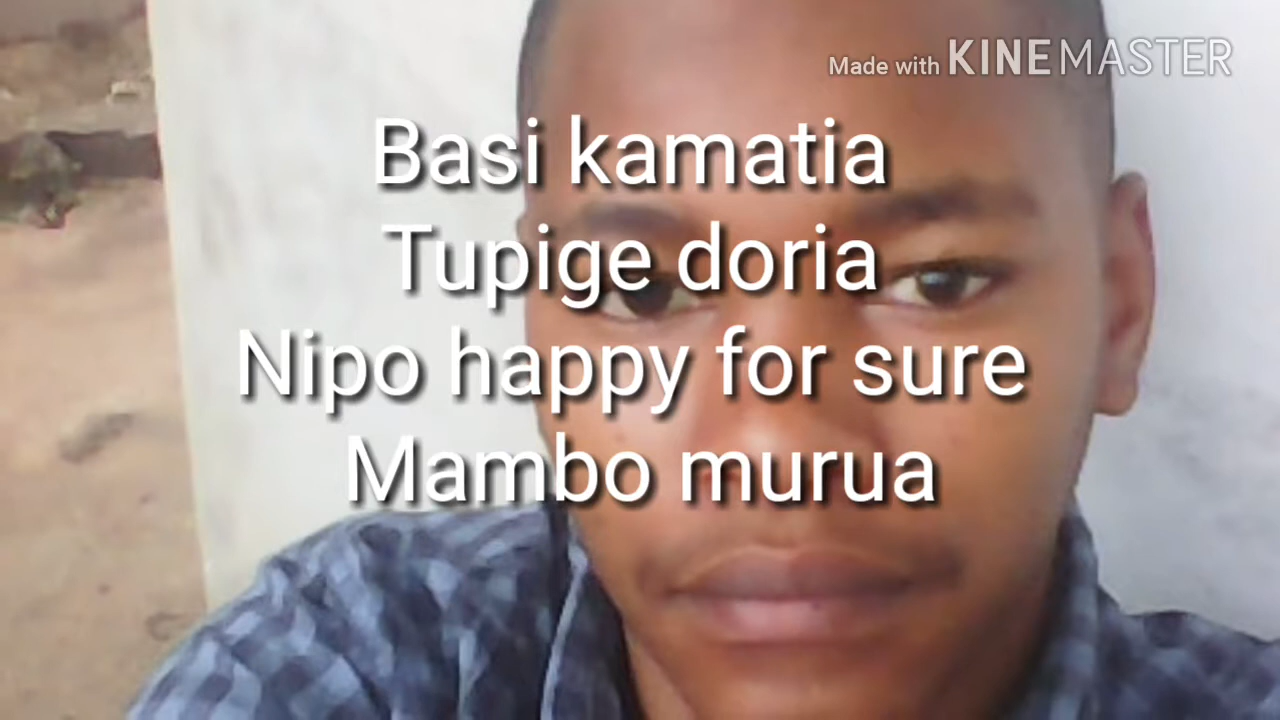 Made with KINEMASTER
Basi kamatia
Tupige doria
Nipo happy for sure
Mambo murua